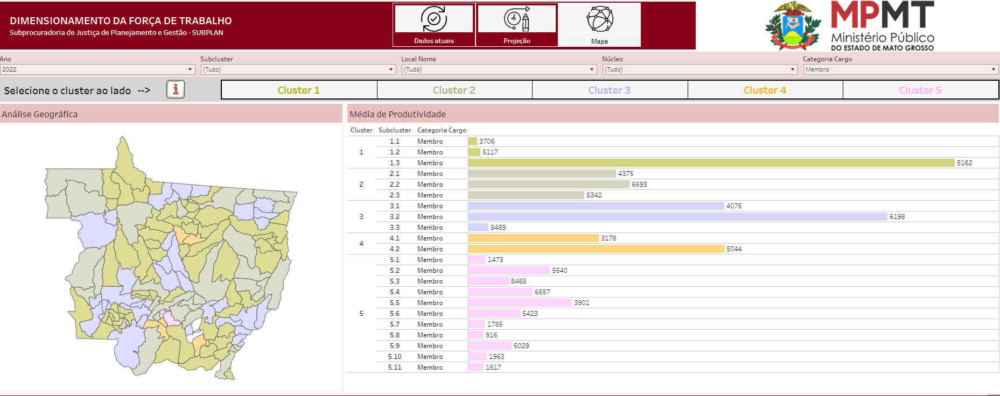 DIMENSIONAMENTO DA FORÇA DE TRABALHO
Subprocuradoria de Justiça de Planejamento e Gestão - SUBPLAN
Dados atuais
Projeção
Mapa
MPMT
Ministério Público
DO ESTADO DE MATO GROSSO
Ano
Subcluster
Local Nome
Núcleo
Categoria Cargo
2022
(Tudo)
(Tudo)
(Tudo)
Membro
Selecione o cluster ao lado -->
i
Cluster 1
Cluster 2
Cluster 3
Cluster 4
Cluster 5
Análise Geográfica
Média de Produtividade
Cluster Subcluster Categoria Cargo
1
1.1 Membro 3706
1.2 Membro 5117
1.3 Membro 5162
2
2.1 Membro 4375
2.2 Membro 6693
2.3 Membro 5342
3
3.1 Membro 4076
3.2 Membro 6198
3.3 Membro 8489
4
4.1 Membro 3178
4.2 Membro 5044
5
5.1 Membro 1473
5.2 Membro 5640
5.3 Membro 8468
5.4 Membro 6657
5.5 Membro 3901
5.6 Membro 5423
5.7 Membro 1785
5.8 Membro 916
5.9 Membro 6029
5.10 Membro 1963
5.11 Membro 1617